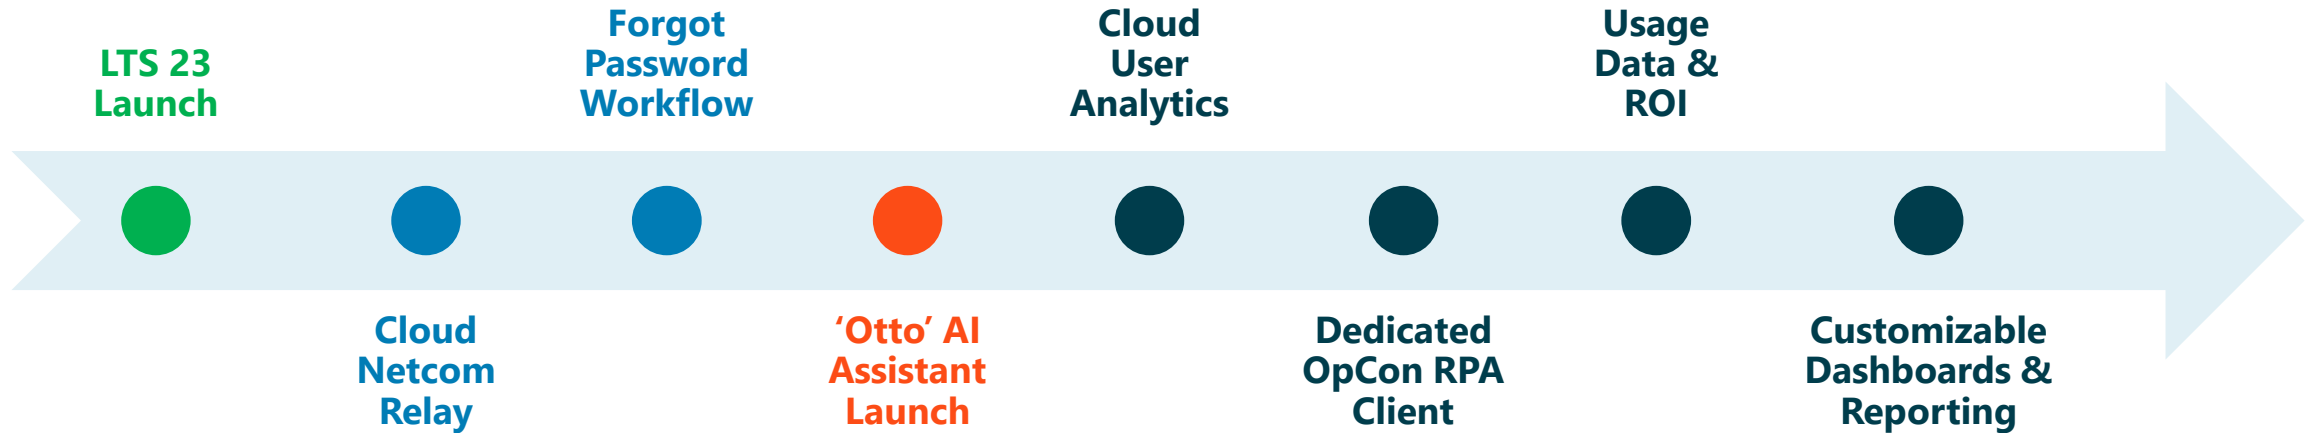 LTS 23
Launch
Cloud
Netcom
Relay
Forgot
Password
Workflow
‘Otto’ AI
Assistant
Launch
Cloud
User
Analytics
Dedicated
OpCon RPA
Client
Usage
Data &
ROI
Customizable
Dashboards &
Reporting